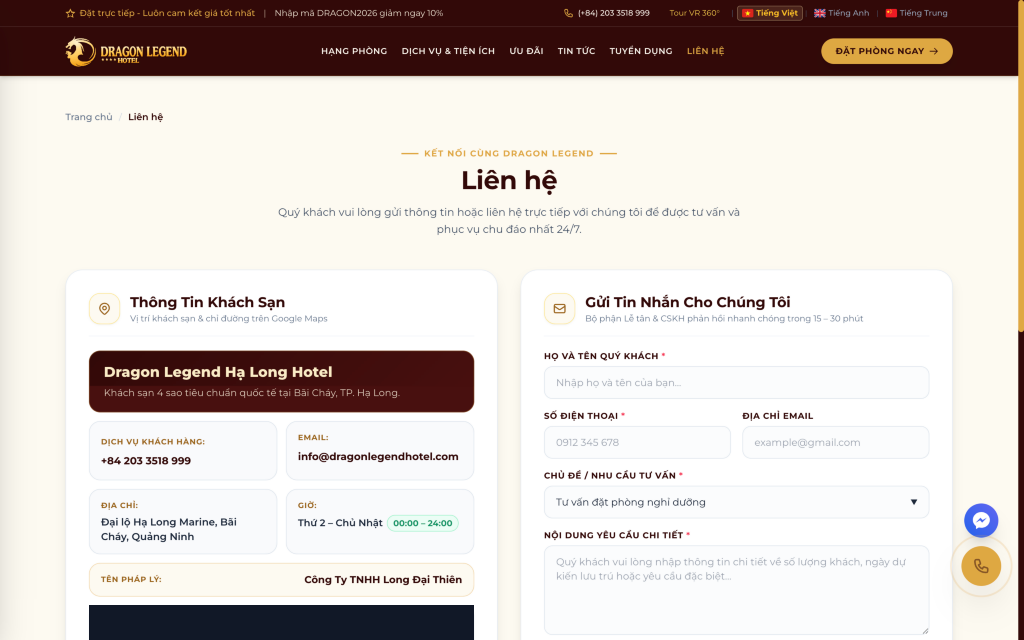 Đặt trực tiếp - Luôn cam kết giá tốt nhất | Nhập mã DRAGON2026 giảm ngay 10%
(+84) 203 3518 999 Tour VR 360° | Tiếng Việt | Tiếng Anh | Tiếng Trung
DRAGON LEGEND
HOTEL
HẠNG PHÒNG DỊCH VỤ & TIỆN ÍCH ƯU ĐÃI TIN TỨC TUYỂN DỤNG LIÊN HỆ
ĐẶT PHÒNG NGAY →
Trang chủ / Liên hệ
KẾT NỐI CÙNG DRAGON LEGEND
Liên hệ
Quý khách vui lòng gửi thông tin hoặc liên hệ trực tiếp với chúng tôi để được tư vấn và
phục vụ chu đáo nhất 24/7.
Thông Tin Khách Sạn
Vị trí khách sạn & chỉ đường trên Google Maps
Dragon Legend Hạ Long Hotel
Khách sạn 4 sao tiêu chuẩn quốc tế tại Bãi Cháy, TP. Hạ Long.
DỊCH VỤ KHÁCH HÀNG:
+84 203 3518 999
EMAIL:
info@dragonlegendhotel.com
ĐỊA CHỈ:
Đại lộ Hạ Long Marine, Bãi
Cháy, Quảng Ninh
GIỜ:
Thứ 2 – Chủ Nhật 00:00 – 24:00
TÊN PHÁP LÝ: Công Ty TNHH Long Đại Thiên
Gửi Tin Nhắn Cho Chúng Tôi
Bộ phận Lễ tân & CSKH phản hồi nhanh chóng trong 15 – 30 phút
HỌ VÀ TÊN QUÝ KHÁCH *
Nhập họ và tên của bạn...
SỐ ĐIỆN THOẠI *
0912 345 678
ĐỊA CHỈ EMAIL
example@gmail.com
CHỦ ĐỀ / NHU CẦU TƯ VẤN *
Tư vấn đặt phòng nghỉ dưỡng
NỘI DUNG YÊU CẦU CHI TIẾT *
Quý khách vui lòng nhập thông tin chi tiết về số lượng khách, ngày dự
kiến lưu trú hoặc yêu cầu đặc biệt...